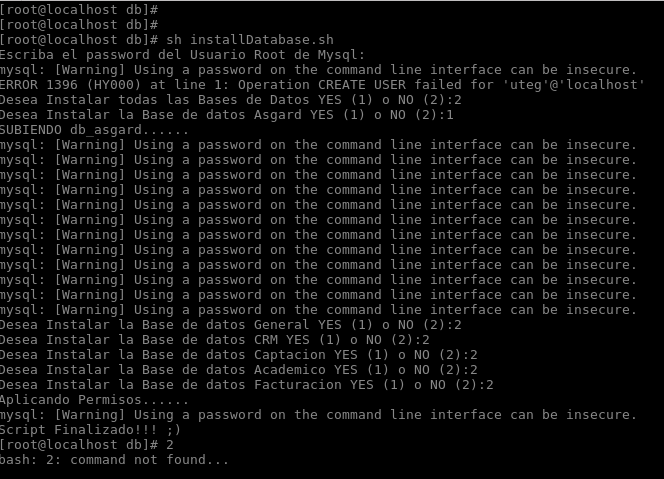 [root@localhost db]#
[root@localhost db]#
[root@localhost db]# sh installDatabase.sh
Escriba el password del Usuario Root de Mysql:
mysql: [Warning] Using a password on the command line interface can be insecure.
ERROR 1396 (HY000) at line 1: Operation CREATE USER failed for 'uteg'@'localhost'
Desea Instalar todas las Bases de Datos YES (1) o NO (2):2
Desea Instalar la Base de datos Asgard YES (1) o NO (2):1
SUBIENDO db_asgard......
mysql: [Warning] Using a password on the command line interface can be insecure.
mysql: [Warning] Using a password on the command line interface can be insecure.
mysql: [Warning] Using a password on the command line interface can be insecure.
mysql: [Warning] Using a password on the command line interface can be insecure.
mysql: [Warning] Using a password on the command line interface can be insecure.
mysql: [Warning] Using a password on the command line interface can be insecure.
mysql: [Warning] Using a password on the command line interface can be insecure.
mysql: [Warning] Using a password on the command line interface can be insecure.
mysql: [Warning] Using a password on the command line interface can be insecure.
mysql: [Warning] Using a password on the command line interface can be insecure.
mysql: [Warning] Using a password on the command line interface can be insecure.
mysql: [Warning] Using a password on the command line interface can be insecure.
Desea Instalar la Base de datos General YES (1) o NO (2):2
Desea Instalar la Base de datos CRM YES (1) o NO (2):2
Desea Instalar la Base de datos Captacion YES (1) o NO (2):2
Desea Instalar la Base de datos Academico YES (1) o NO (2):2
Desea Instalar la Base de datos Facturacion YES (1) o NO (2):2
Aplicando Permisos......
mysql: [Warning] Using a password on the command line interface can be insecure.
Script Finalizado!!! ;)
[root@localhost db]# 2
bash: 2: command not found...